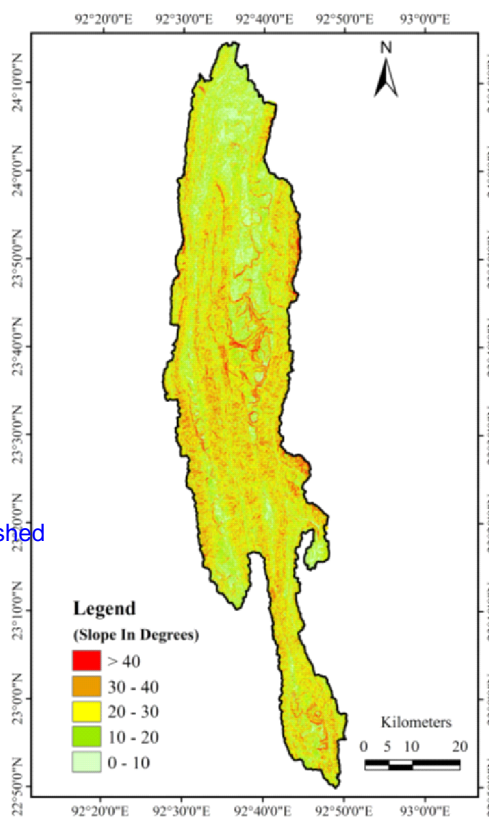 92°20'0"E 92°30'0"E 92°40'0"E 92°50'0"E 93°0'0"E
N
24°10'0"N
24°0'0"N
23°50'0"N
23°40'0"N
23°30'0"N
shed
23°10'0"N
23°0'0"N
22°50'0"N
Legend
(Slope In Degrees)
> 40
30 - 40
20 - 30
10 - 20
0 - 10
Kilometers
0 5 10 20
92°20'0"E 92°30'0"E 92°40'0"E 92°50'0"E 93°0'0"E